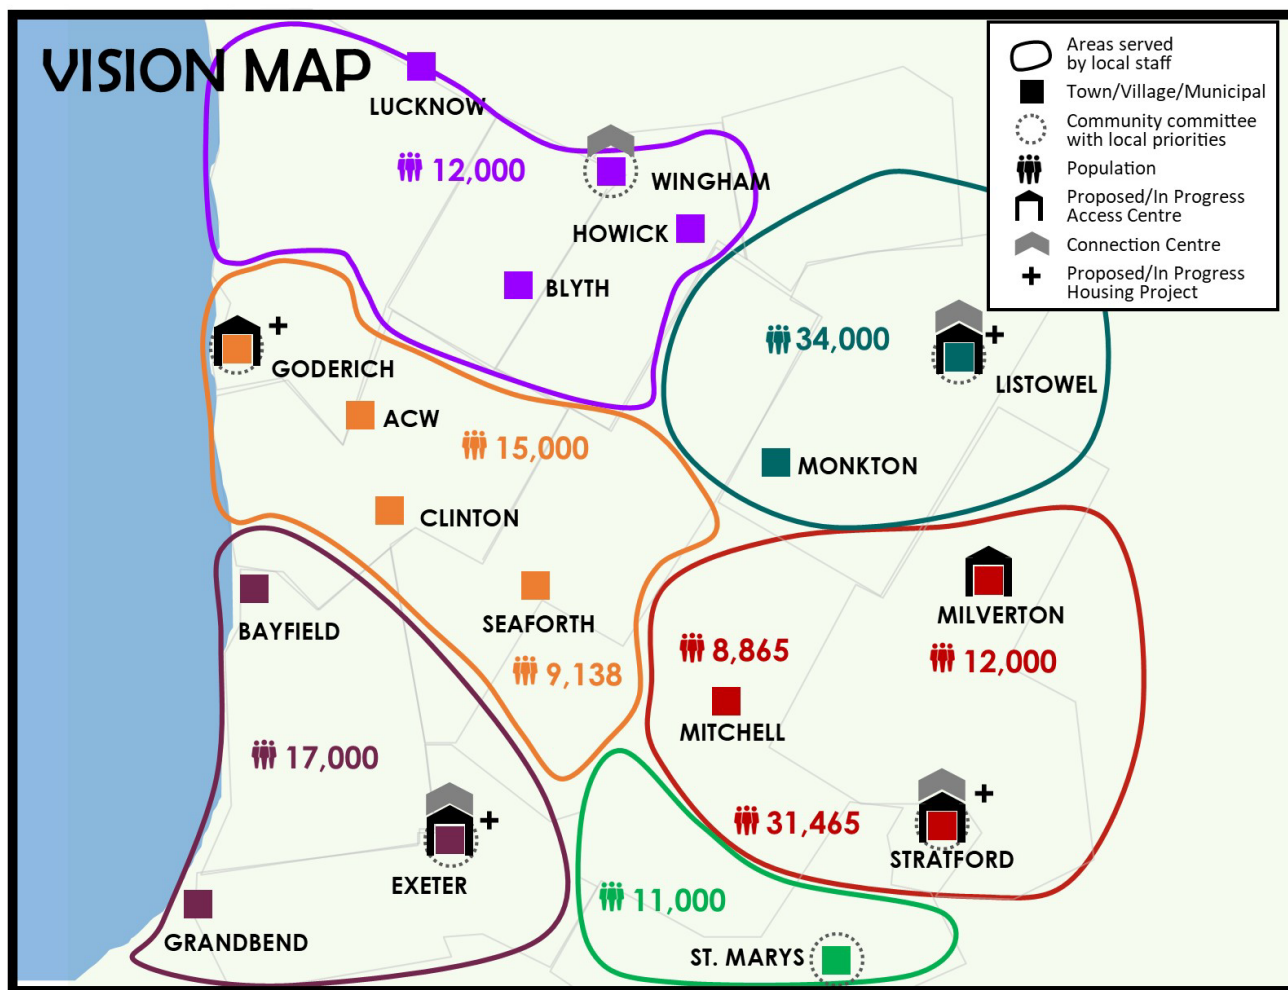 VISION MAP
Areas served
by local staff
Town/Village/Municipal
Community committee
with local priorities
Population
Proposed/In Progress
Access Centre
Connection Centre
Proposed/In Progress
Housing Project
LUCKNOW
12,000
WINGHAM
HOWICK
BLYTH
34,000
LISTOWEL
MONKTON
GODERICH
ACW
15,000
CLINTON
SEAFORTH
9,138
BAYFIELD
17,000
EXETER
GRANDBEND
MILVERTON
12,000
8,865
MITCHELL
31,465
STRATFORD
11,000
ST. MARYS